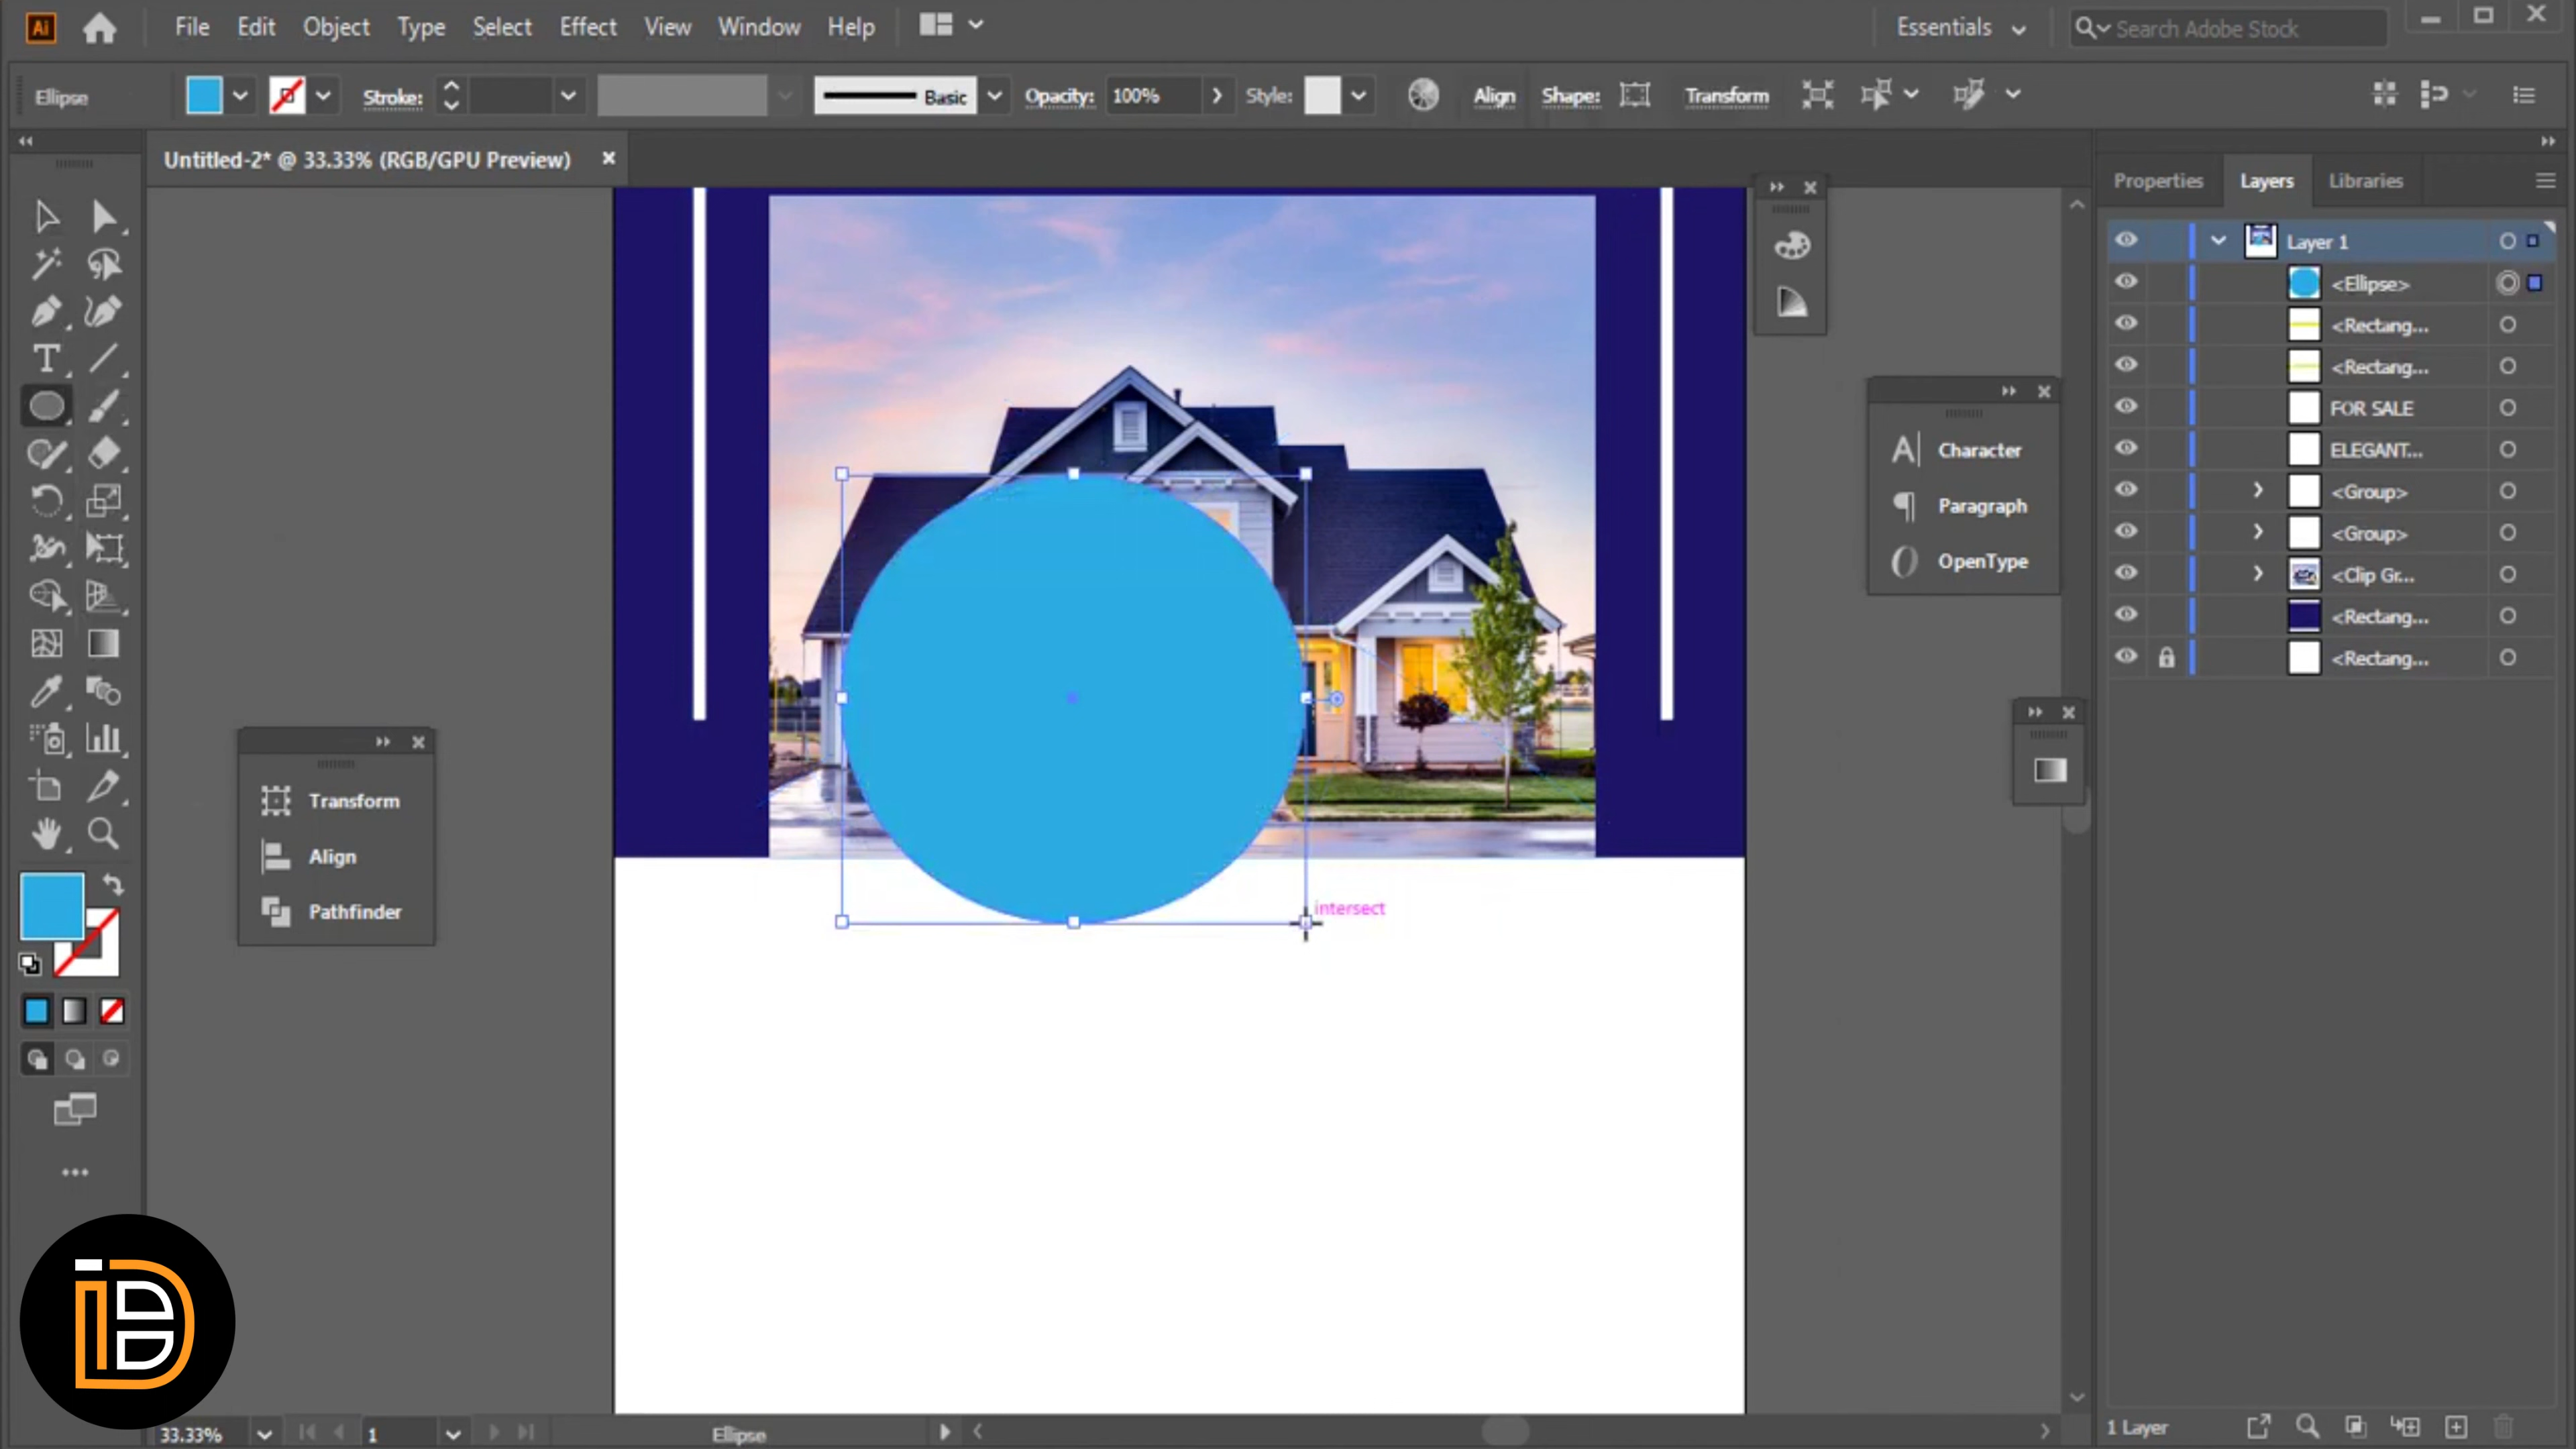 Ai File Edit Object Type Select Effect View Window Help Essentials Search Adobe Stock
Ellipse Stroke: Basic Opacity: 100% Style: Align Shape: Transform
Untitled-2* @ 33.33% (RGB/GPU Preview)
Properties Layers Libraries
Layer 1
<Ellipse>
<Rectang...
<Rectang...
FOR SALE
ELEGANT...
<Group>
<Group>
<Clip Gr...
<Rectang...
<Rectang...
Character
Paragraph
OpenType
Transform
Align
Pathfinder
intersect
33.33% 1 Ellipse
1 Layer